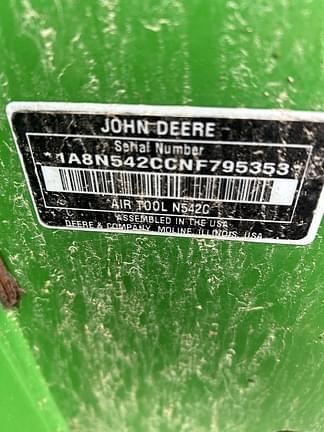 JOHN DEERE
Serial Number
*1A8N542CCNF795353*
AIR TOOL N542C
ASSEMBLED IN THE USA
DEERE & COMPANY MOLINE ILLINOIS USA